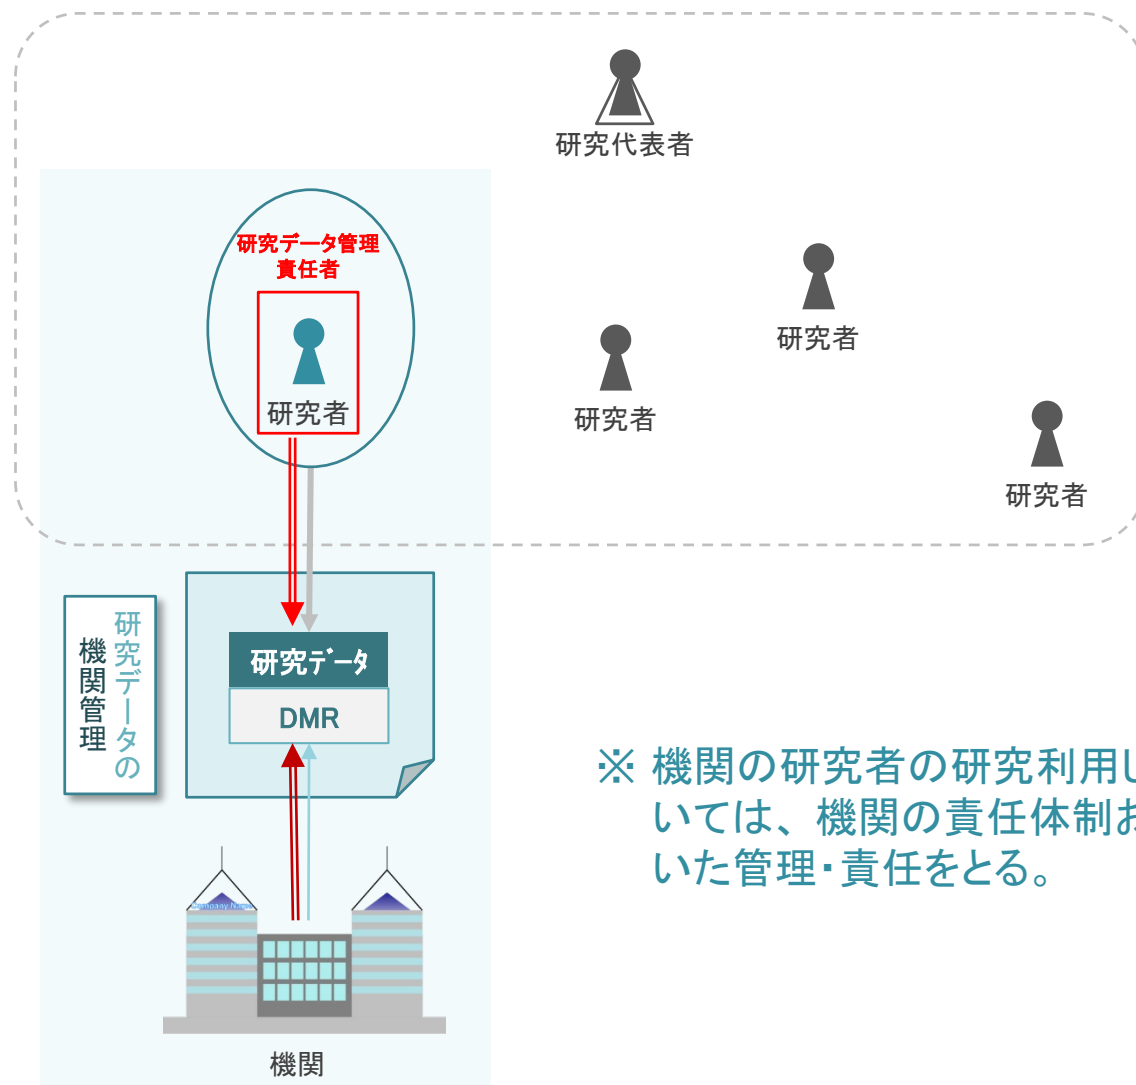 研究代表者
研究データ管理
責任者
研究者
研究者
研究者
研究者
研究データの
機関管理
研究データ
DMR
※ 機関の研究者の研究利用し
いては、機関の責任体制お
いた管理・責任をとる。
Company Name
機関